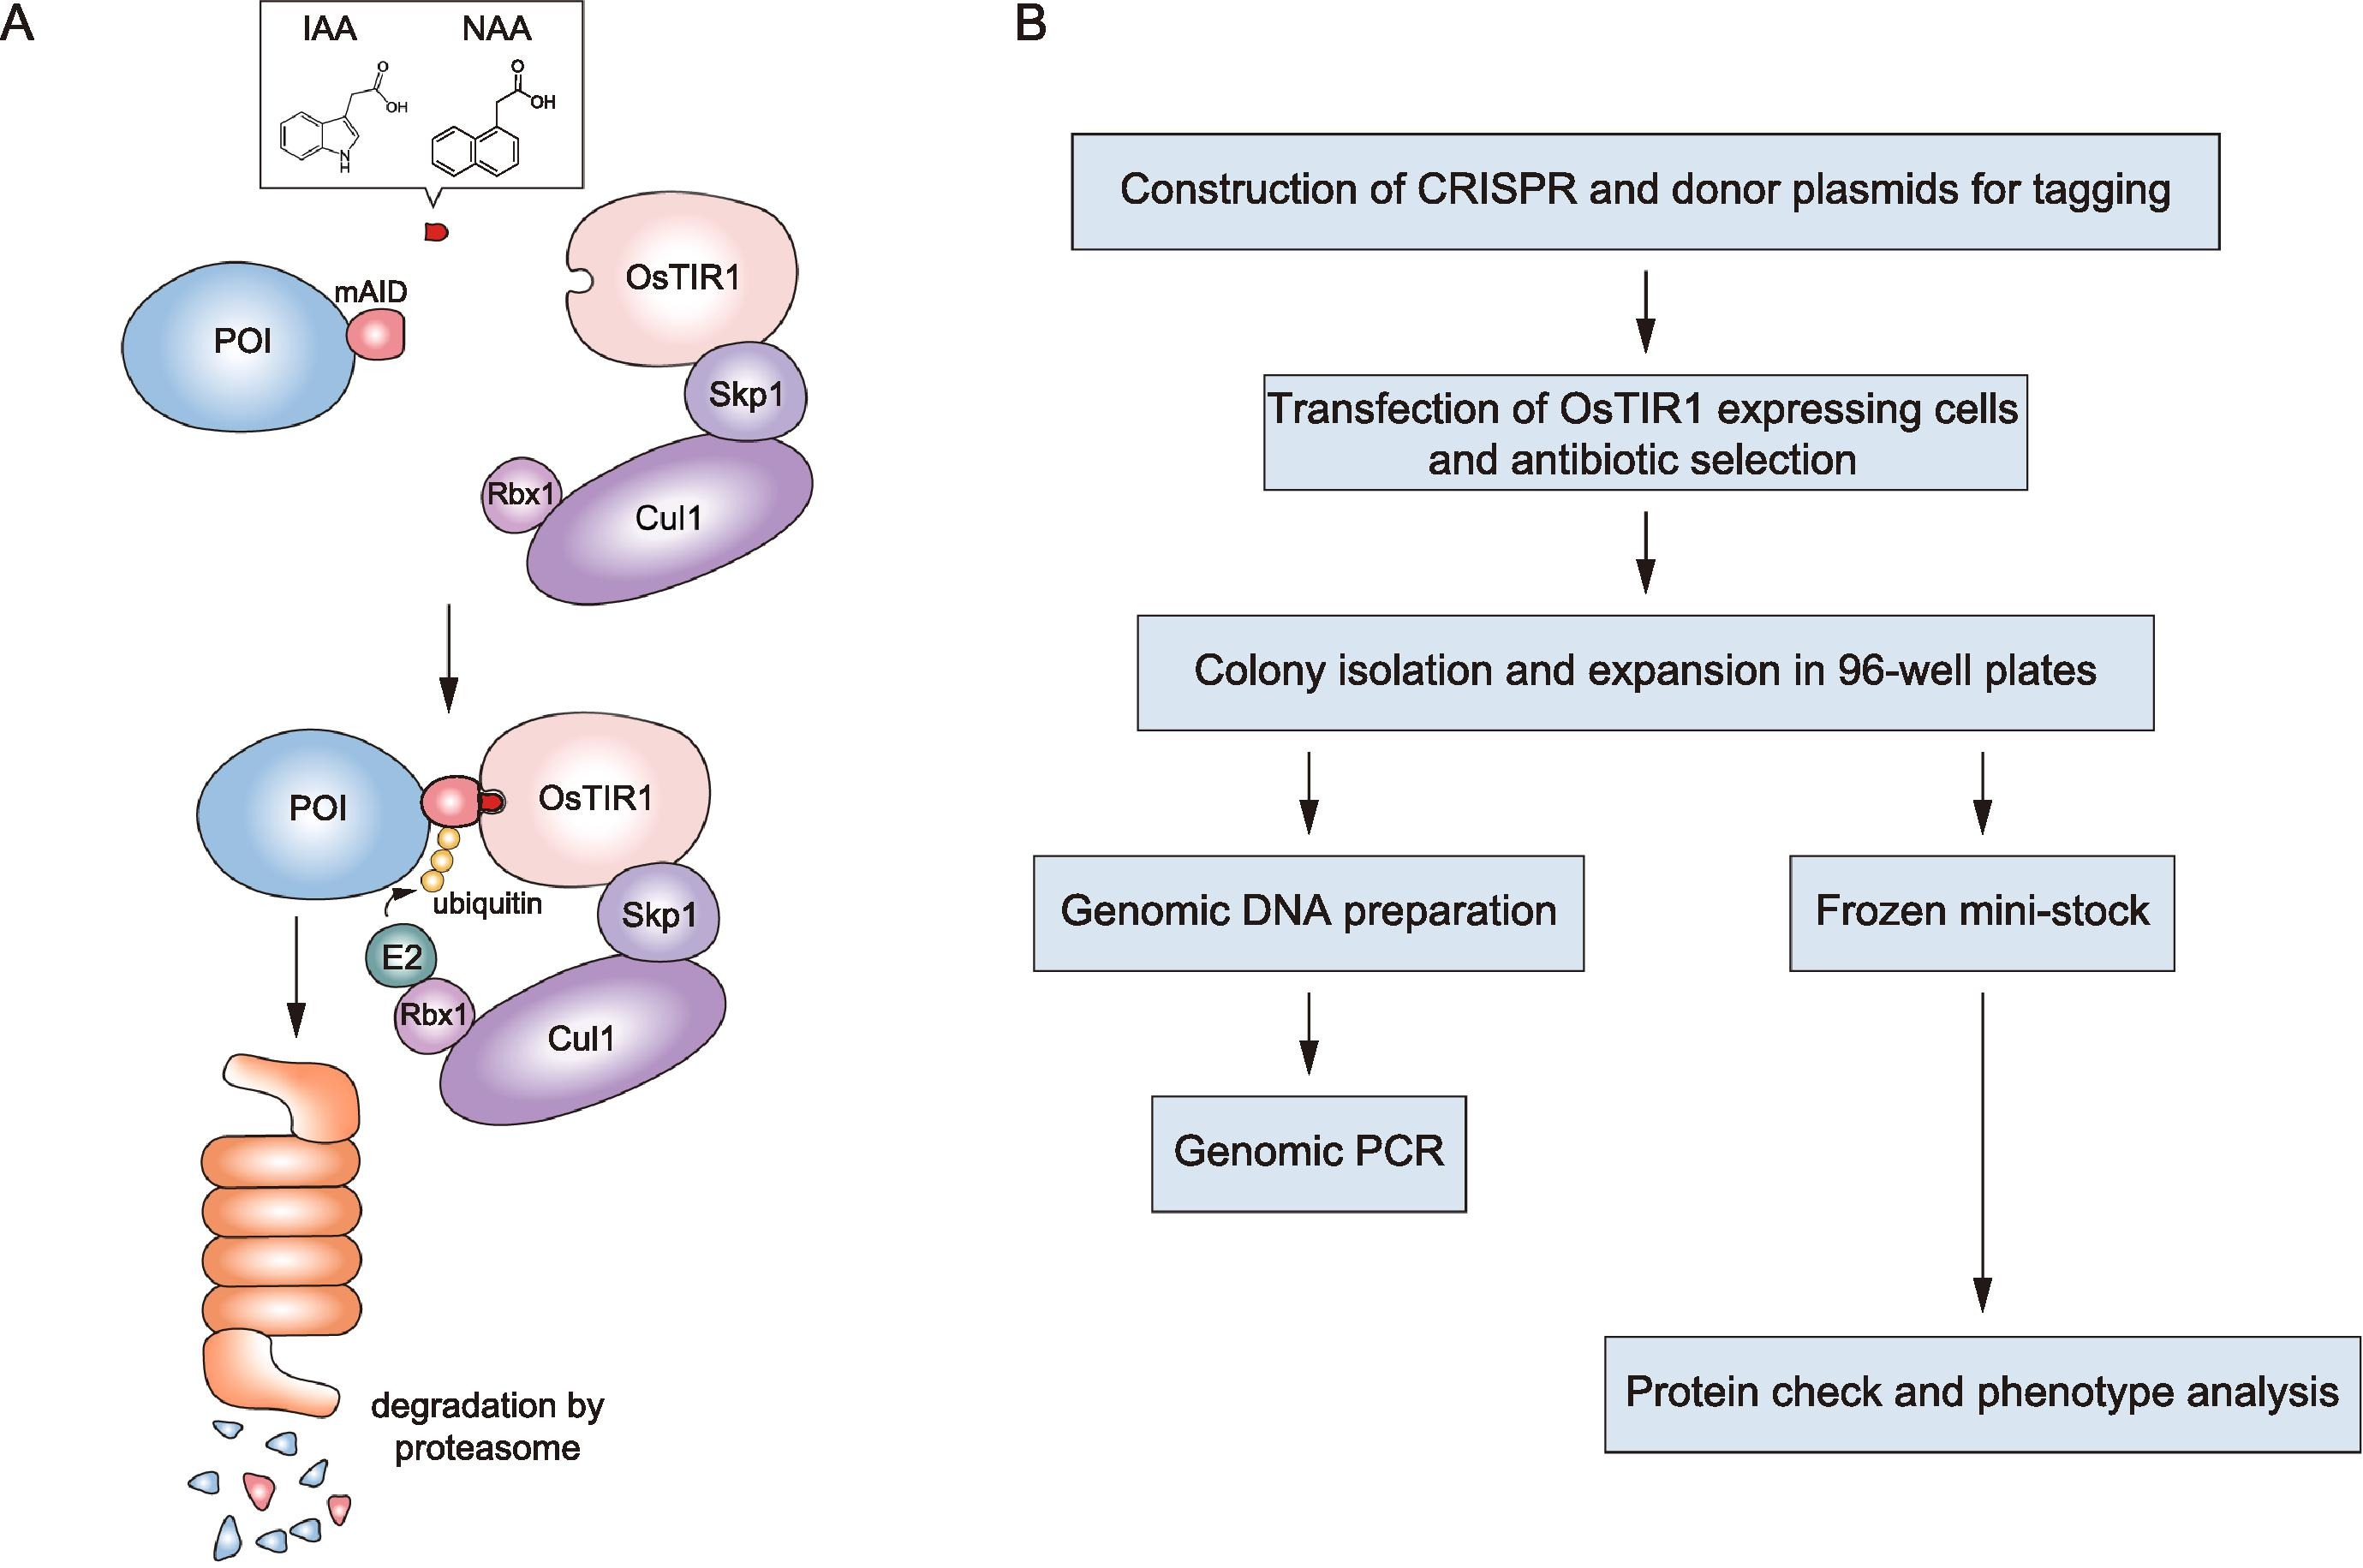 A
IAA
NAA
O
OH
N
H
O
OH
mAID
POI
OsTIR1
Skp1
Rbx1
Cul1
POI
OsTIR1
ubiquitin
Skp1
E2
Rbx1
Cul1
degradation by
proteasome
B
Construction of CRISPR and donor plasmids for tagging
Transfection of OsTIR1 expressing cells
and antibiotic selection
Colony isolation and expansion in 96-well plates
Genomic DNA preparation
Frozen mini-stock
Genomic PCR
Protein check and phenotype analysis